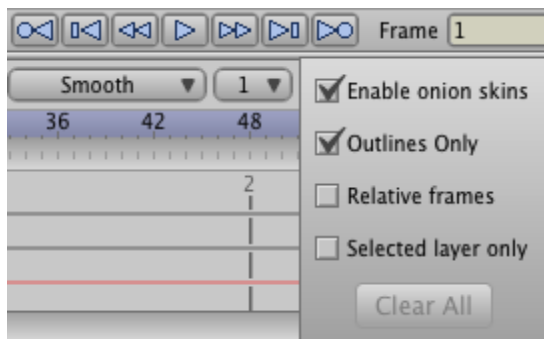 Frame 1
Smooth 1
Enable onion skins
36 42 48
Outlines Only
2
Relative frames
Selected layer only
Clear All